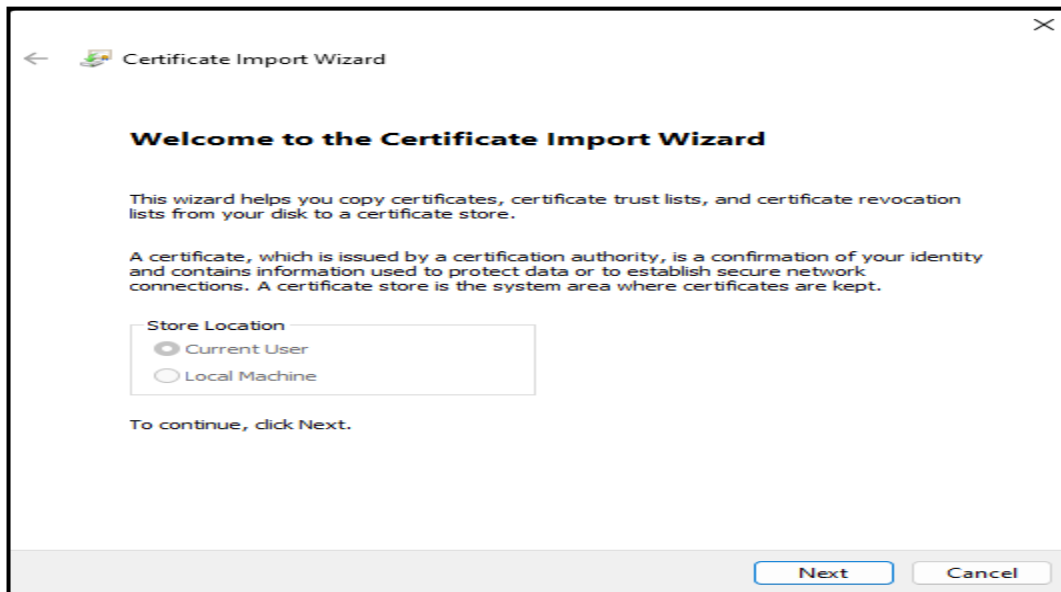 Certificate Import Wizard
Welcome to the Certificate Import Wizard
This wizard helps you copy certificates, certificate trust lists, and certificate revocation
lists from your disk to a certificate store.
A certificate, which is issued by a certification authority, is a confirmation of your identity
and contains information used to protect data or to establish secure network
connections. A certificate store is the system area where certificates are kept.
Store Location
Current User
Local Machine
To continue, click Next.
Next
Cancel